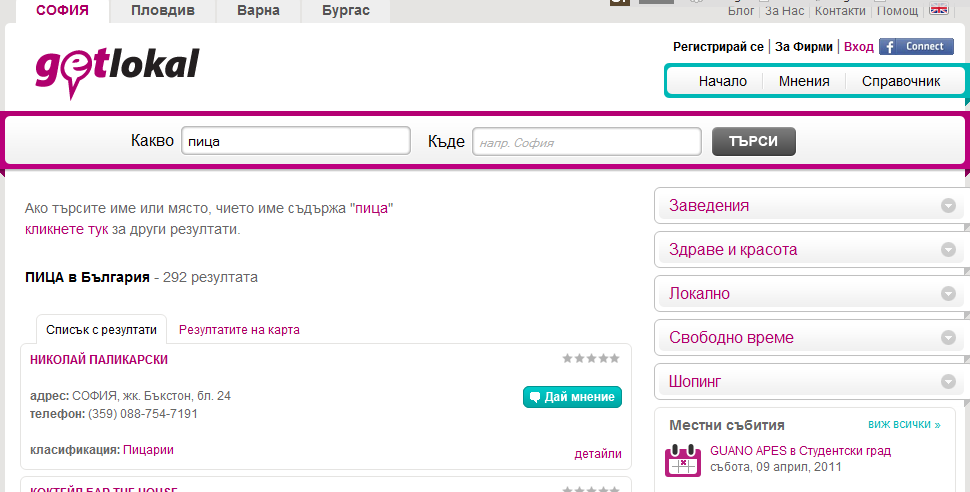 СОФИЯ Пловдив Варна Бургас
Блог | За Нас | Контакти | Помощ |
getlokal
Регистрирай се | За Фирми | Вход f Connect
Начало Мнения Справочник
Какво пица Къде напр. София ТЪРСИ
Ако търсите име или място, чието име съдържа "пица"
кликнете тук за други резултати.
ПИЦА в България - 292 резултата
Списък с резултати Резултатите на карта
НИКОЛАЙ ПАЛИКАРСКИ
адрес: СОФИЯ, жк. Бъкстон, бл. 24
Дай мнение
телефон: (359) 088-754-7191
класификация: Пицарии
детайли
КОКТЕЙЛ БАР THE HOUSE
Заведения
Здраве и красота
Локално
Свободно време
Шопинг
Местни събития виж всички »
GUANO APES в Студентски град
събота, 09 април, 2011